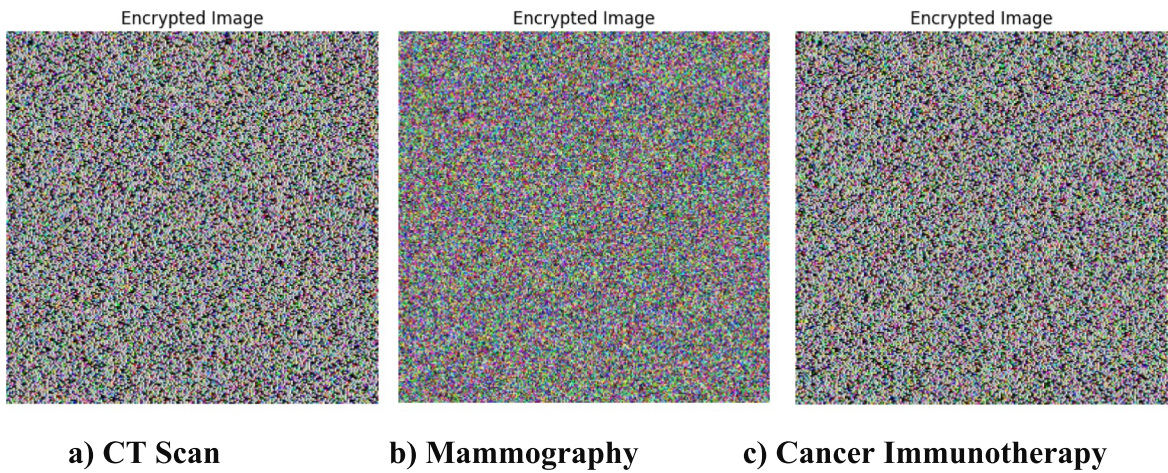 Encrypted Image
Encrypted Image
Encrypted Image
a) CT Scan
b) Mammography
c) Cancer Immunotherapy